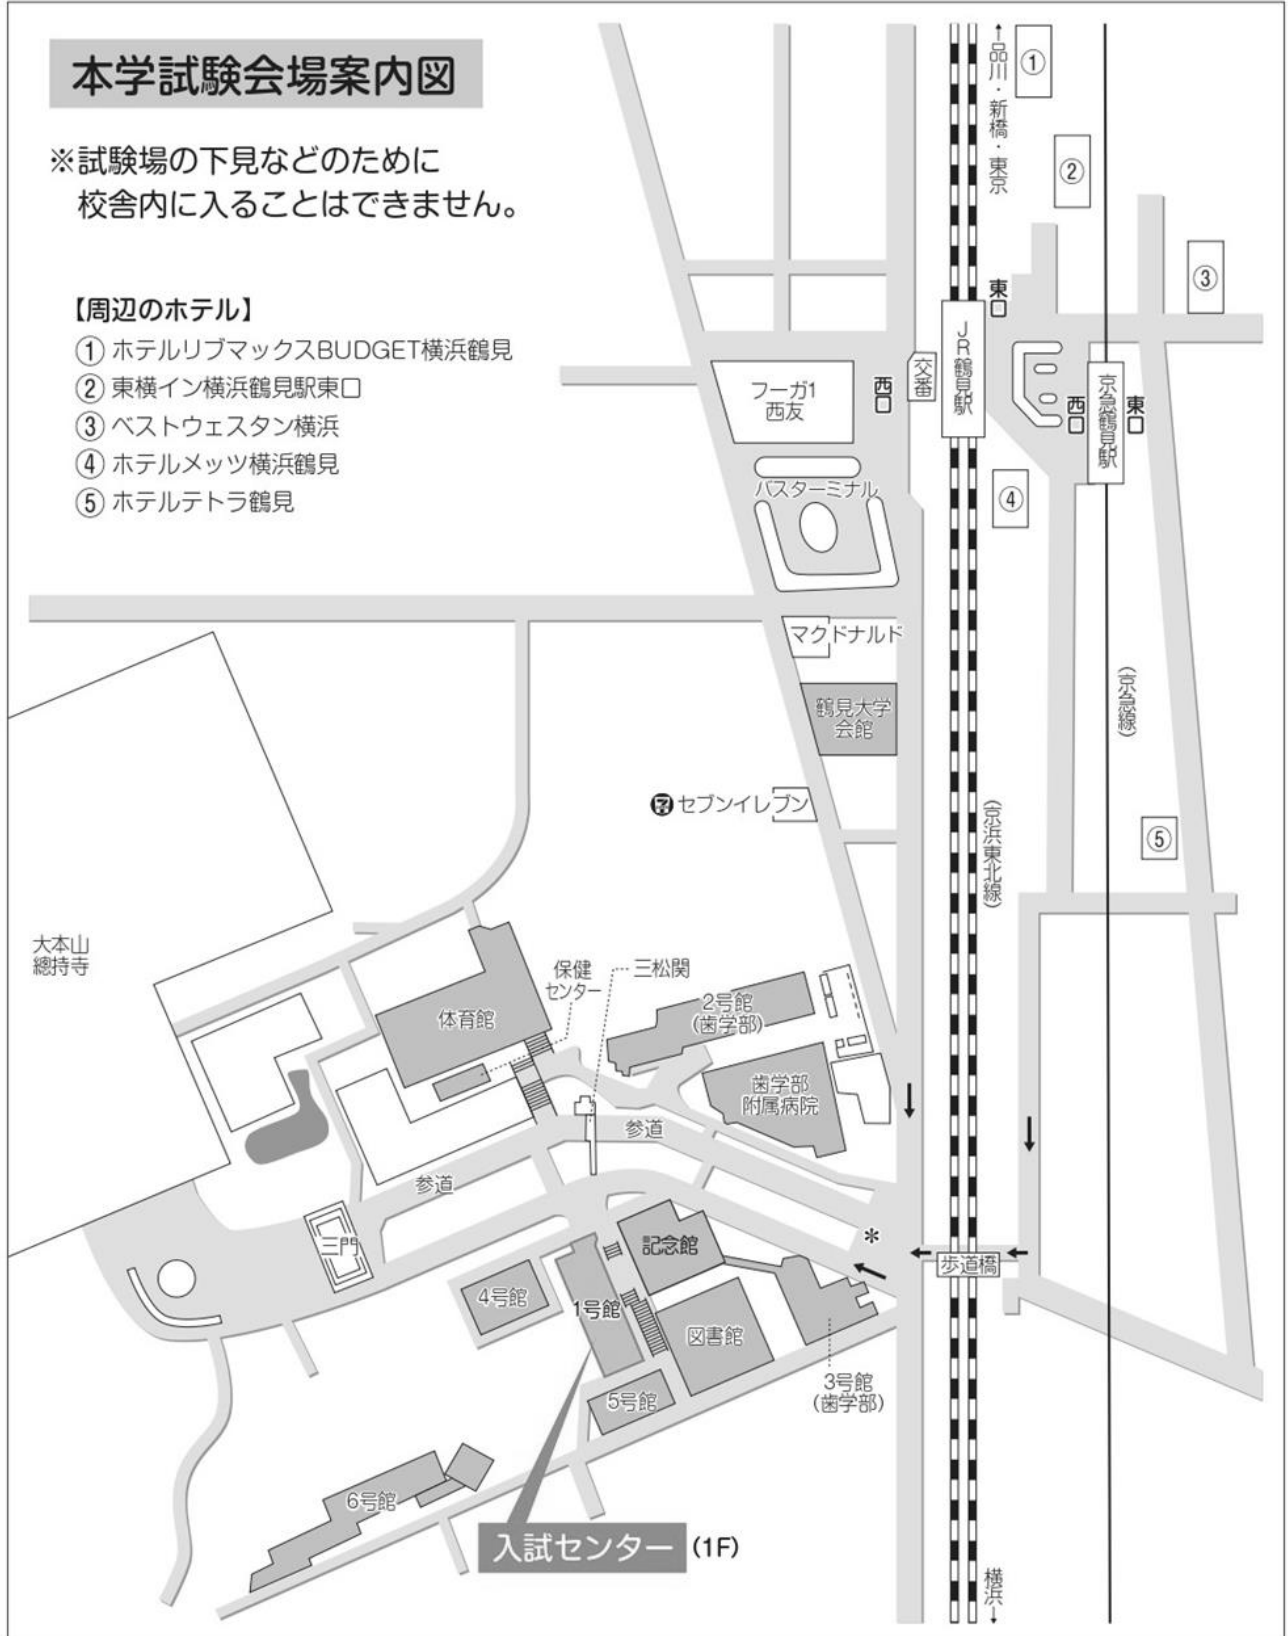 本学試験会場案内図
※試験場の下見などのために
校舎内に入ることはできません。
【周辺のホテル】
① ホテルリブマックスBUDGET横浜鶴見
② 東横イン横浜鶴見駅東口
③ ベストウェスタン横浜
④ ホテルメッツ横浜鶴見
⑤ ホテルテトラ鶴見
←品川・新橋・東京
①
②
③
東口
JR鶴見駅
交番
西口
フーガ1
西友
西口
京急鶴見駅
東口
バスターミナル
④
マクドナルド
鶴見大学
会館
(京急線)
セブンイレブン
(京浜東北線)
⑤
大本山
總持寺
体育館
保健
センター
三松関
2号館
(歯学部)
歯学部
附属病院
参道
参道
三門
記念館
*
歩道橋
4号館
1号館
図書館
3号館
(歯学部)
5号館
6号館
入試センター (1F)
横浜→